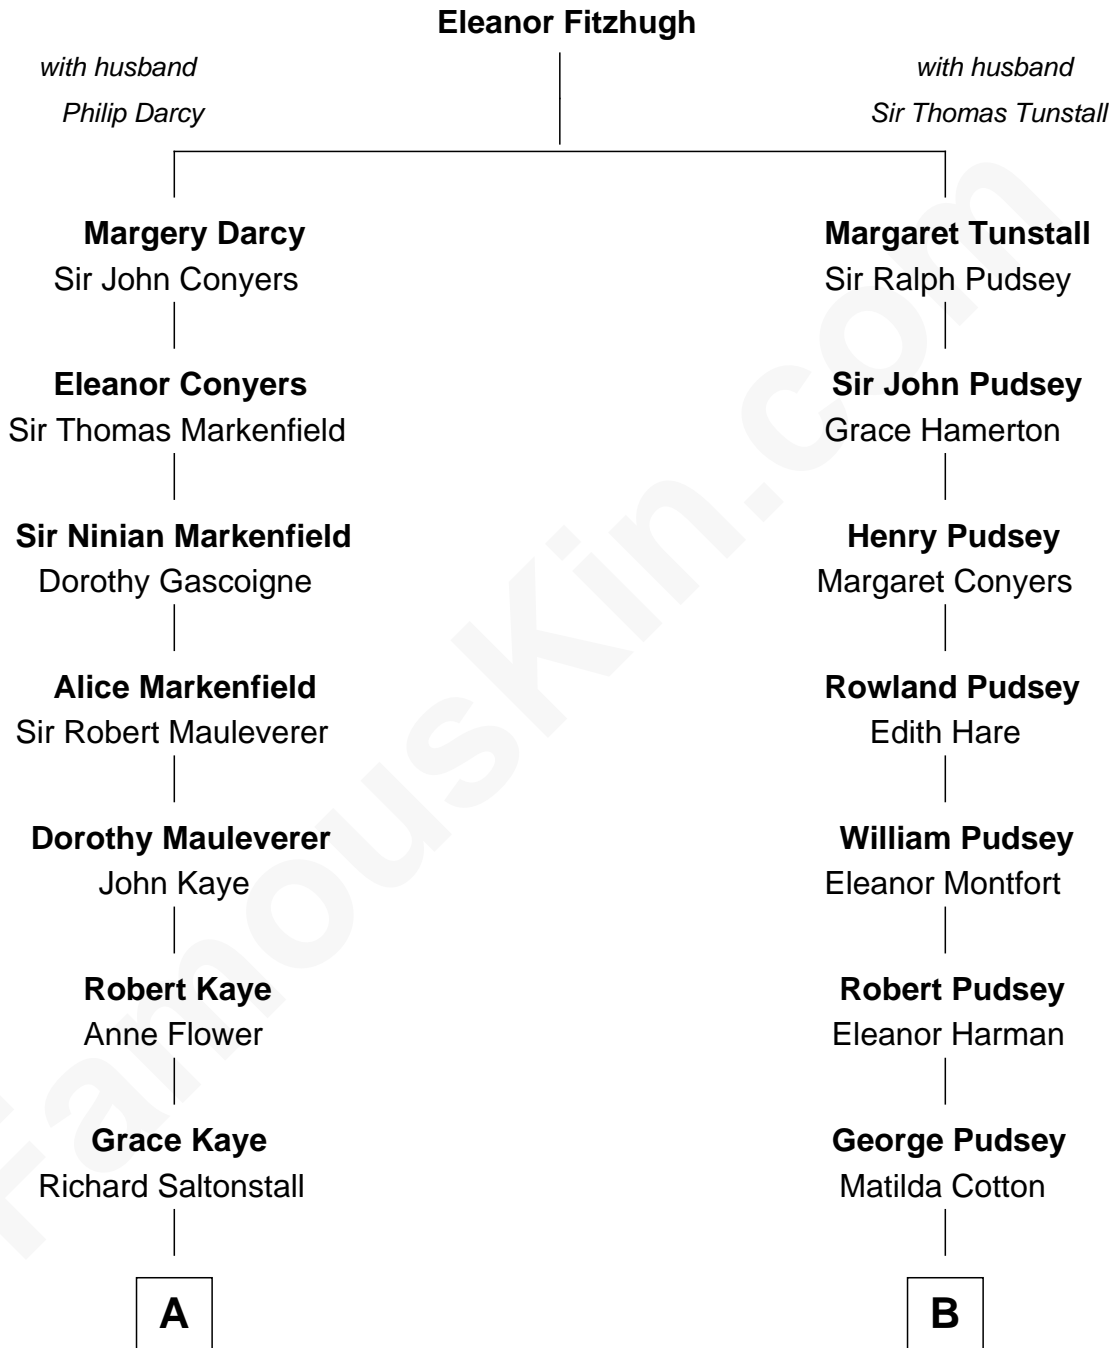 Eleanor Fitzhugh
with husband
Philip Darcy
with husband
Sir Thomas Tunstall
Margery Darcy
Sir John Conyers
Margaret Tunstall
Sir Ralph Pudsey
Eleanor Conyers
Sir Thomas Markenfield
Sir John Pudsey
Grace Hamerton
Sir Ninian Markenfield
Dorothy Gascoigne
Henry Pudsey
Margaret Conyers
Alice Markenfield
Sir Robert Mauleverer
Rowland Pudsey
Edith Hare
Dorothy Mauleverer
John Kaye
William Pudsey
Eleanor Montfort
Robert Kaye
Anne Flower
Robert Pudsey
Eleanor Harman
Grace Kaye
Richard Saltonstall
George Pudsey
Matilda Cotton
A
B
FamousKin.com